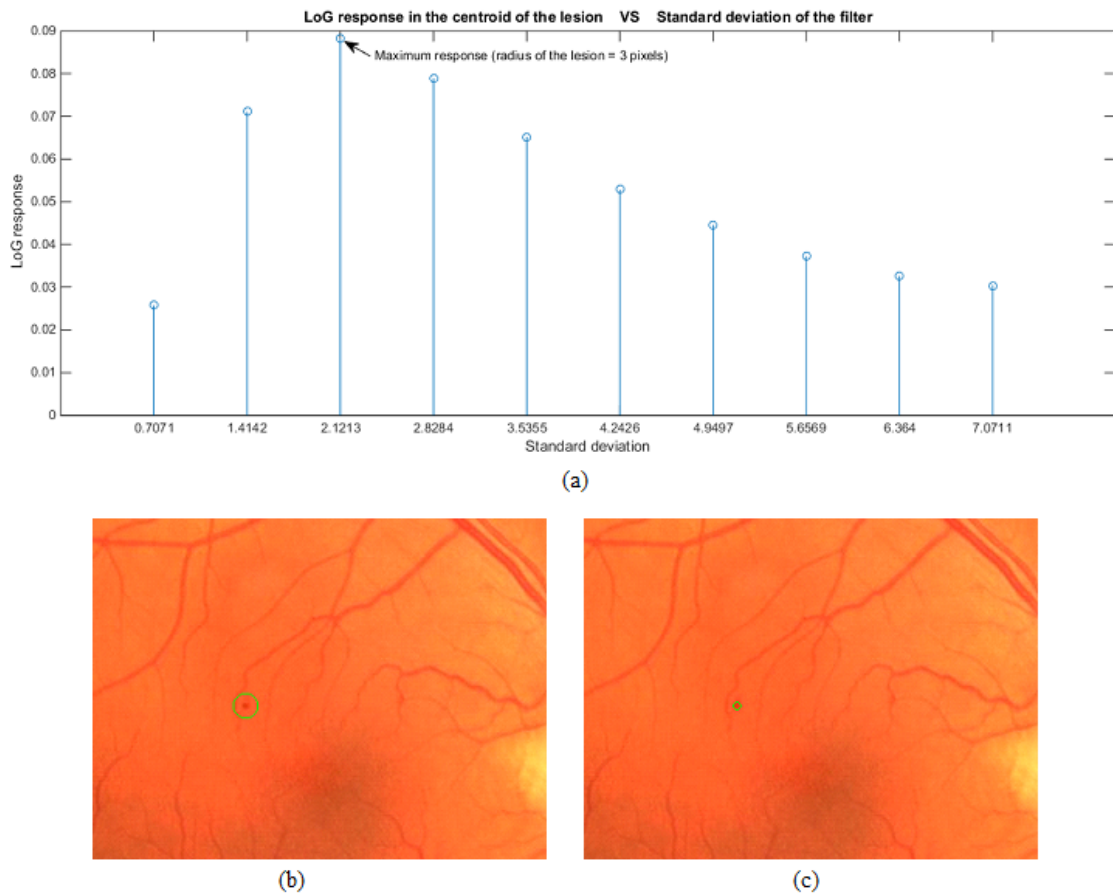 LoG response in the centroid of the lesion VS Standard deviation of the filter
0.09
Maximum response (radius of the lesion = 3 pixels)
0.08
0.07
0.06
0.05
0.04
0.03
0.02
0.01
0
LoG response
0.7071 1.4142 2.1213 2.8284 3.5355 4.2426 4.9497 5.6569 6.364 7.0711
Standard deviation
(a)
(b) (c)